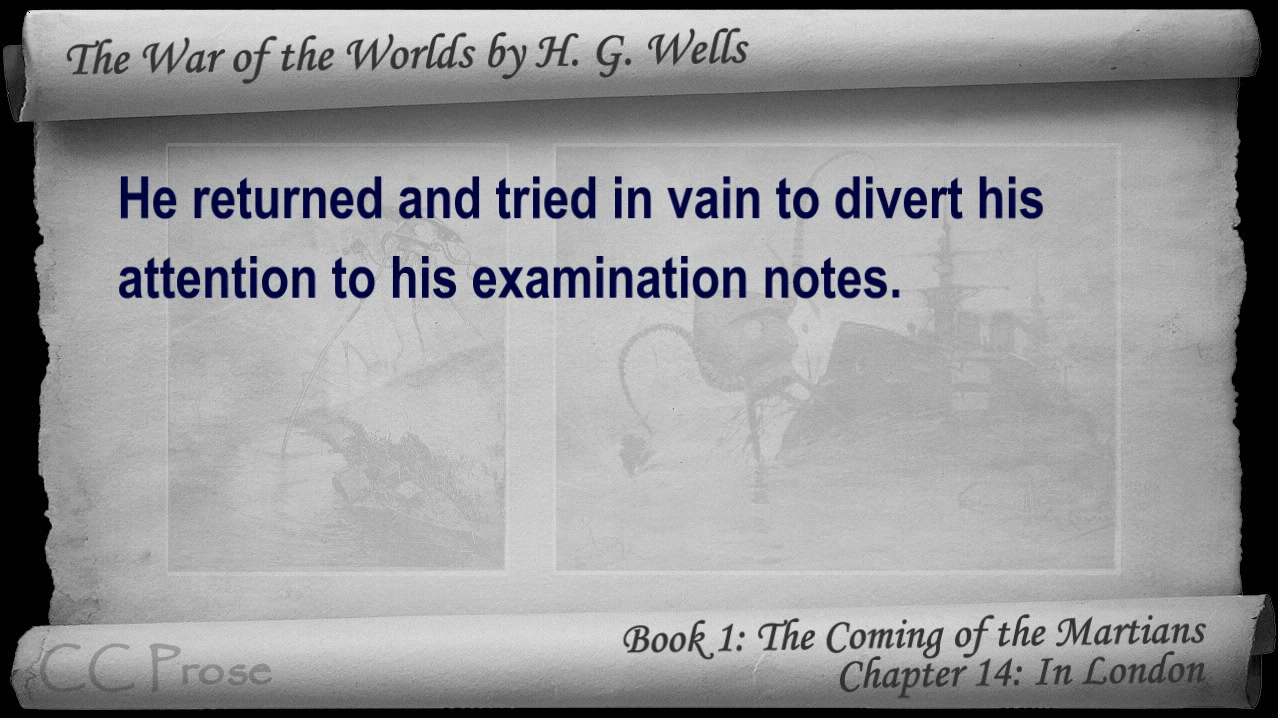 The War of the Worlds by H. G. Wells
He returned and tried in vain to divert his
attention to his examination notes.
Book 1: The Coming of the Martians
Chapter 14: In London
CC Prose